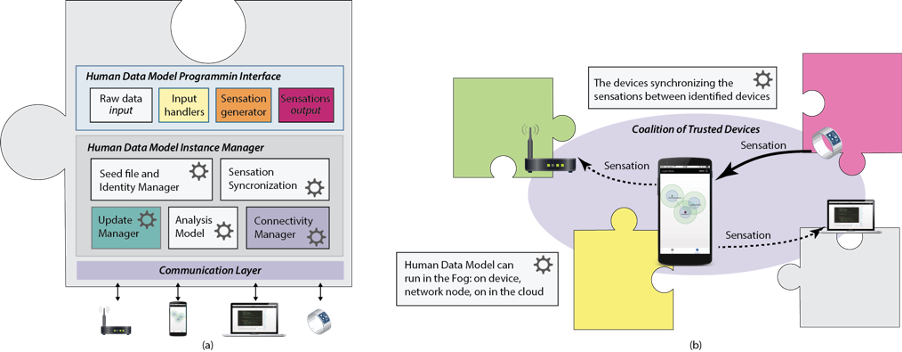 Human Data Model Programmin Interface
Raw data
input
Input
handlers
Sensation
generator
Sensations
output
Human Data Model Instance Manager
Seed file and
Identity Manager
Sensation
Syncronization
Update
Manager
Analysis
Model
Connectivity
Manager
Communication Layer
(a)
The devices synchronizing the
sensations between identified devices
Coalition of Trusted Devices
Sensation
Sensation
Sensation
Human Data Model can
run in the Fog: on device,
network node, on in the cloud
(b)